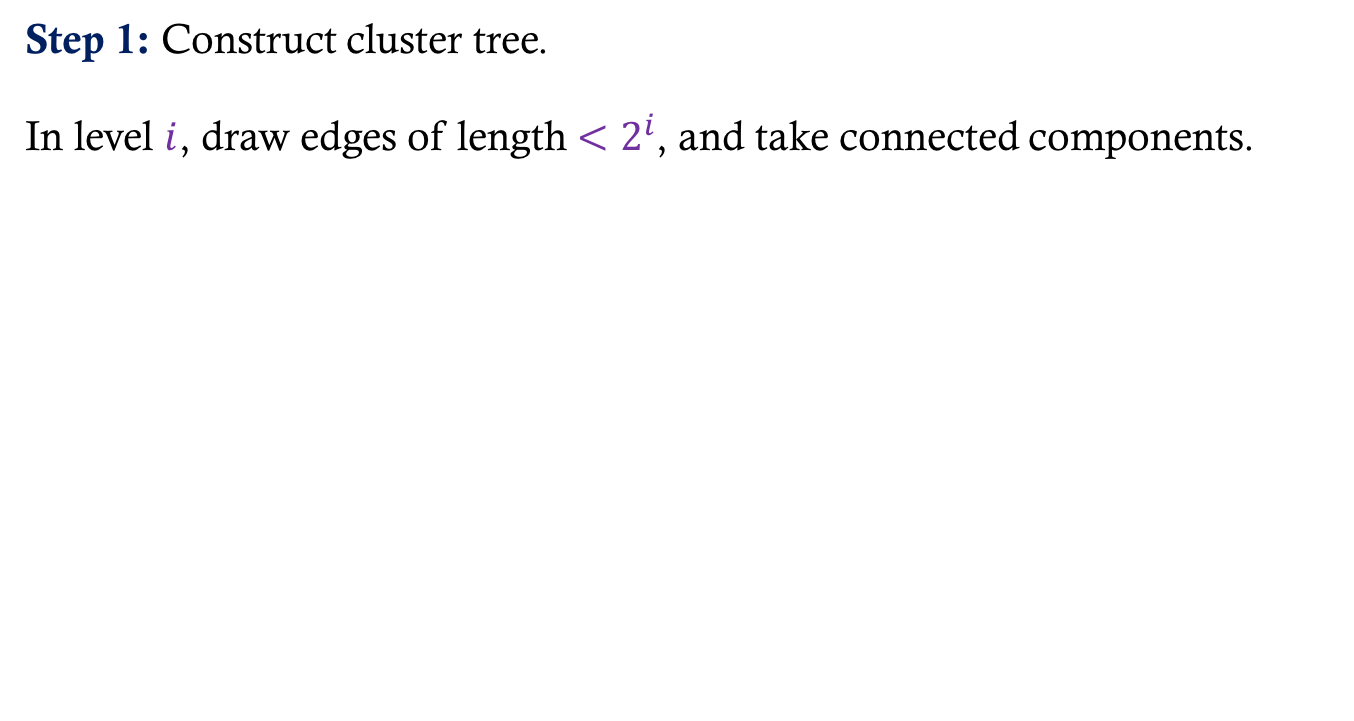 Step 1: Construct cluster tree.
In level i, draw edges of length < 2^i, and take connected components.